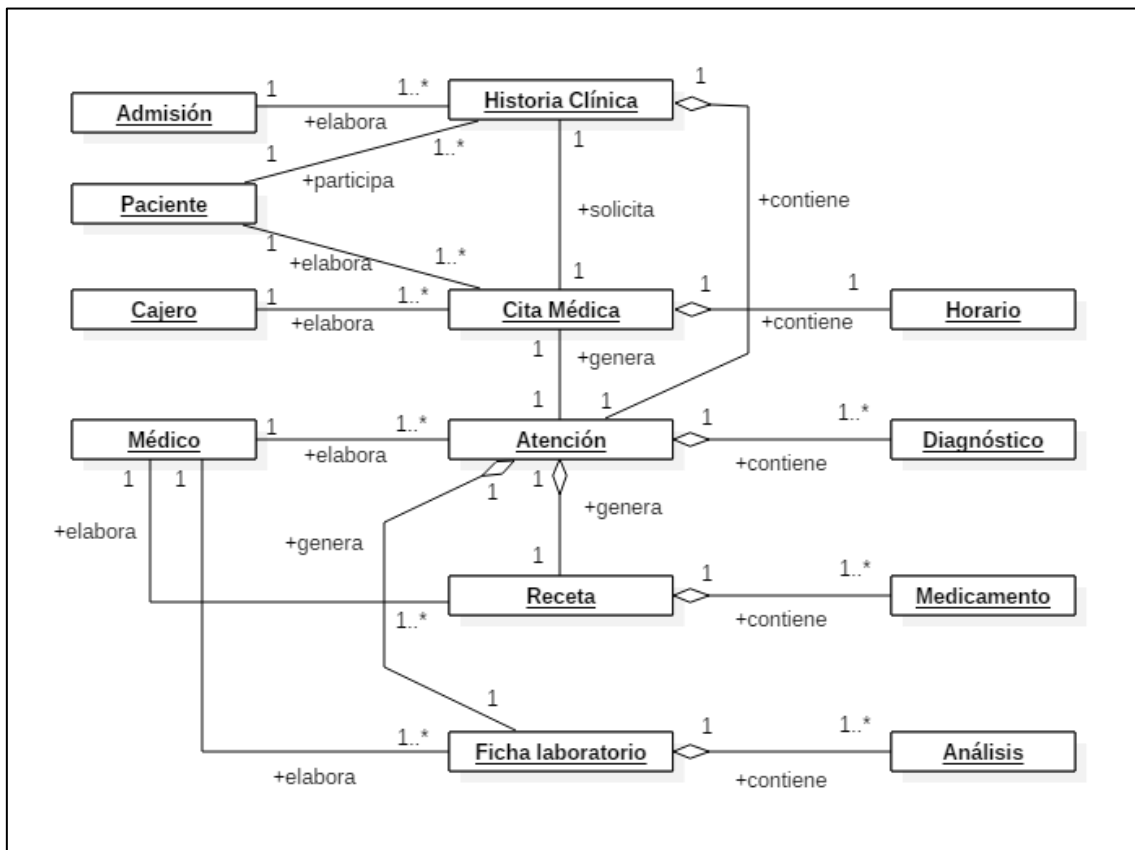 1
1..*
1
Historia Clínica
Admisión
+elabora
1
1..*
1
+participa
Paciente
+solicita
+contiene
1
+elabora
1..*
1
1
1
Cajero
1
1..*
+elabora
Cita Médica
+contiene
Horario
1
+genera
1
1
1
1..*
Médico
1
1..*
+elabora
Atención
+contiene
Diagnóstico
1
1
1
1
+elabora
+genera
+genera
1
1
1..*
Receta
Medicamento
1..*
+contiene
1
1
1..*
1..*
Ficha laboratorio
Análisis
+elabora
+contiene